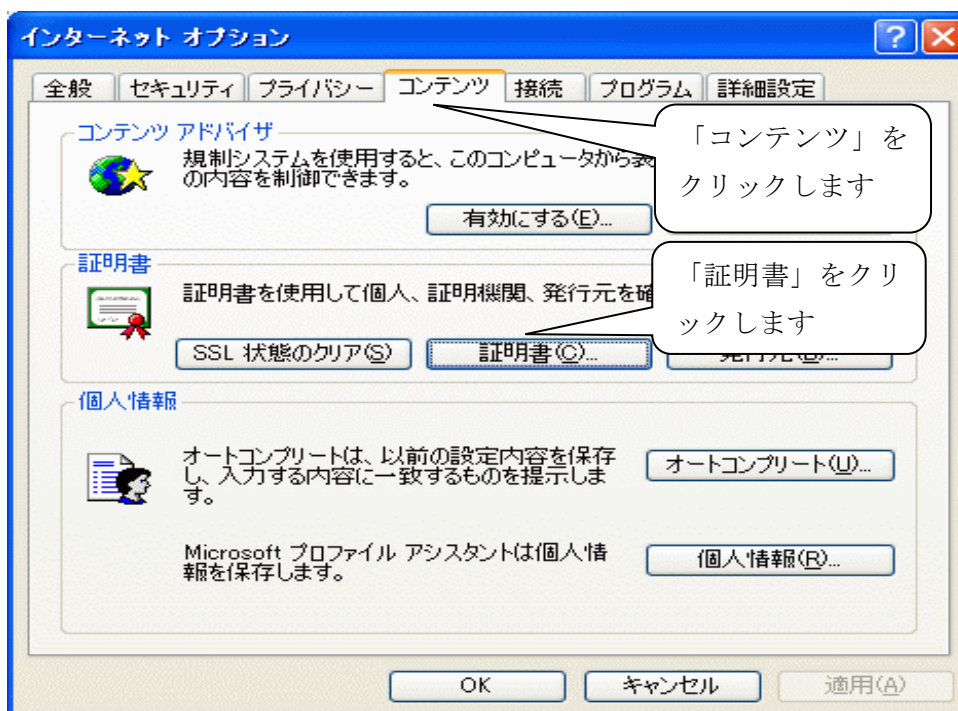 インターネット オプション
全般 セキュリティ プライバシー コンテンツ 接続 プログラム 詳細設定
「コンテンツ」を
クリックします
コンテンツ アドバイザ
規制システムを使用すると、このコンピュータから表
の内容を制御できます。
有効にする(E)...
「証明書」をクリ
ックします
証明書
証明書を使用して個人、証明機関、発行元を確
SSL 状態のクリア(S) 証明書(C)...
個人情報
オートコンプリートは、以前の設定内容を保存
し、入力する内容に一致するものを提示しま
す。
オートコンプリート(U)...
Microsoft プロファイル アシスタントは個人情
報を保存します。
個人情報(R)...
OK キャンセル 適用(A)